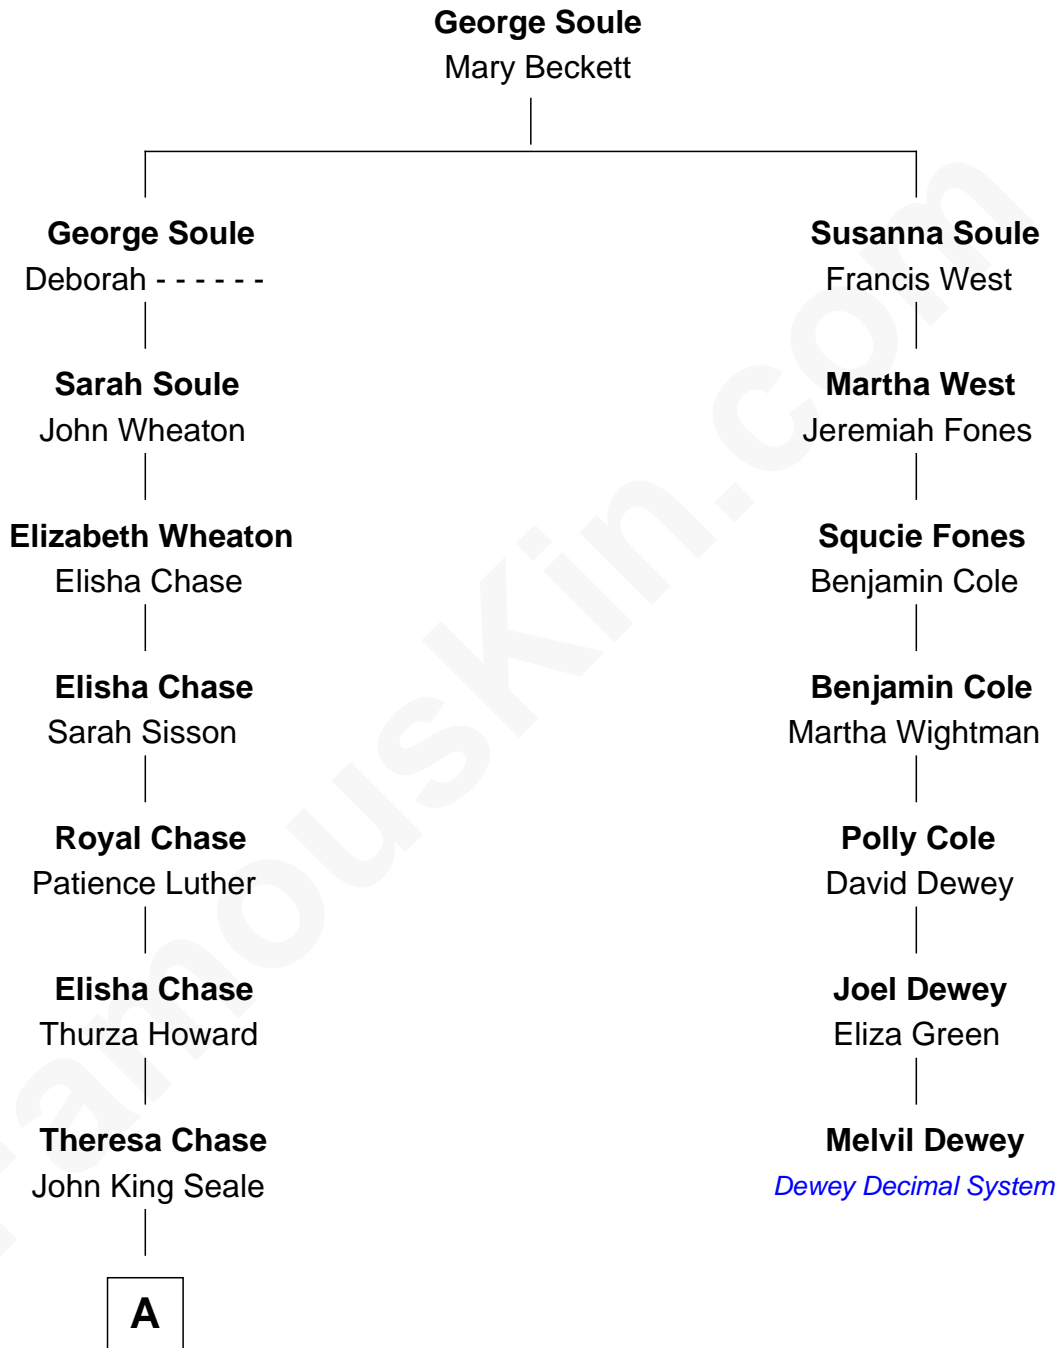 George Soule
Mary Beckett
George Soule
Deborah - - - - - -
Sarah Soule
John Wheaton
Elizabeth Wheaton
Elisha Chase
Elisha Chase
Sarah Sisson
Royal Chase
Patience Luther
Elisha Chase
Thurza Howard
Theresa Chase
John King Seale
A
Susanna Soule
Francis West
Martha West
Jeremiah Fones
Squcie Fones
Benjamin Cole
Benjamin Cole
Martha Wightman
Polly Cole
David Dewey
Joel Dewey
Eliza Green
Melvil Dewey
Dewey Decimal System
FamousKin.com